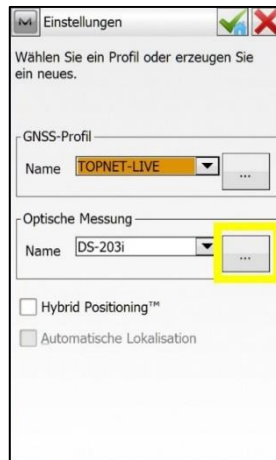 Einstellungen
Wählen Sie ein Profil oder erzeugen Sie
ein neues.
GNSS-Profil
Name TOPNET-LIVE ...
Optische Messung
Name DS-203i ...
Hybrid Positioning™
Automatische Lokalisation